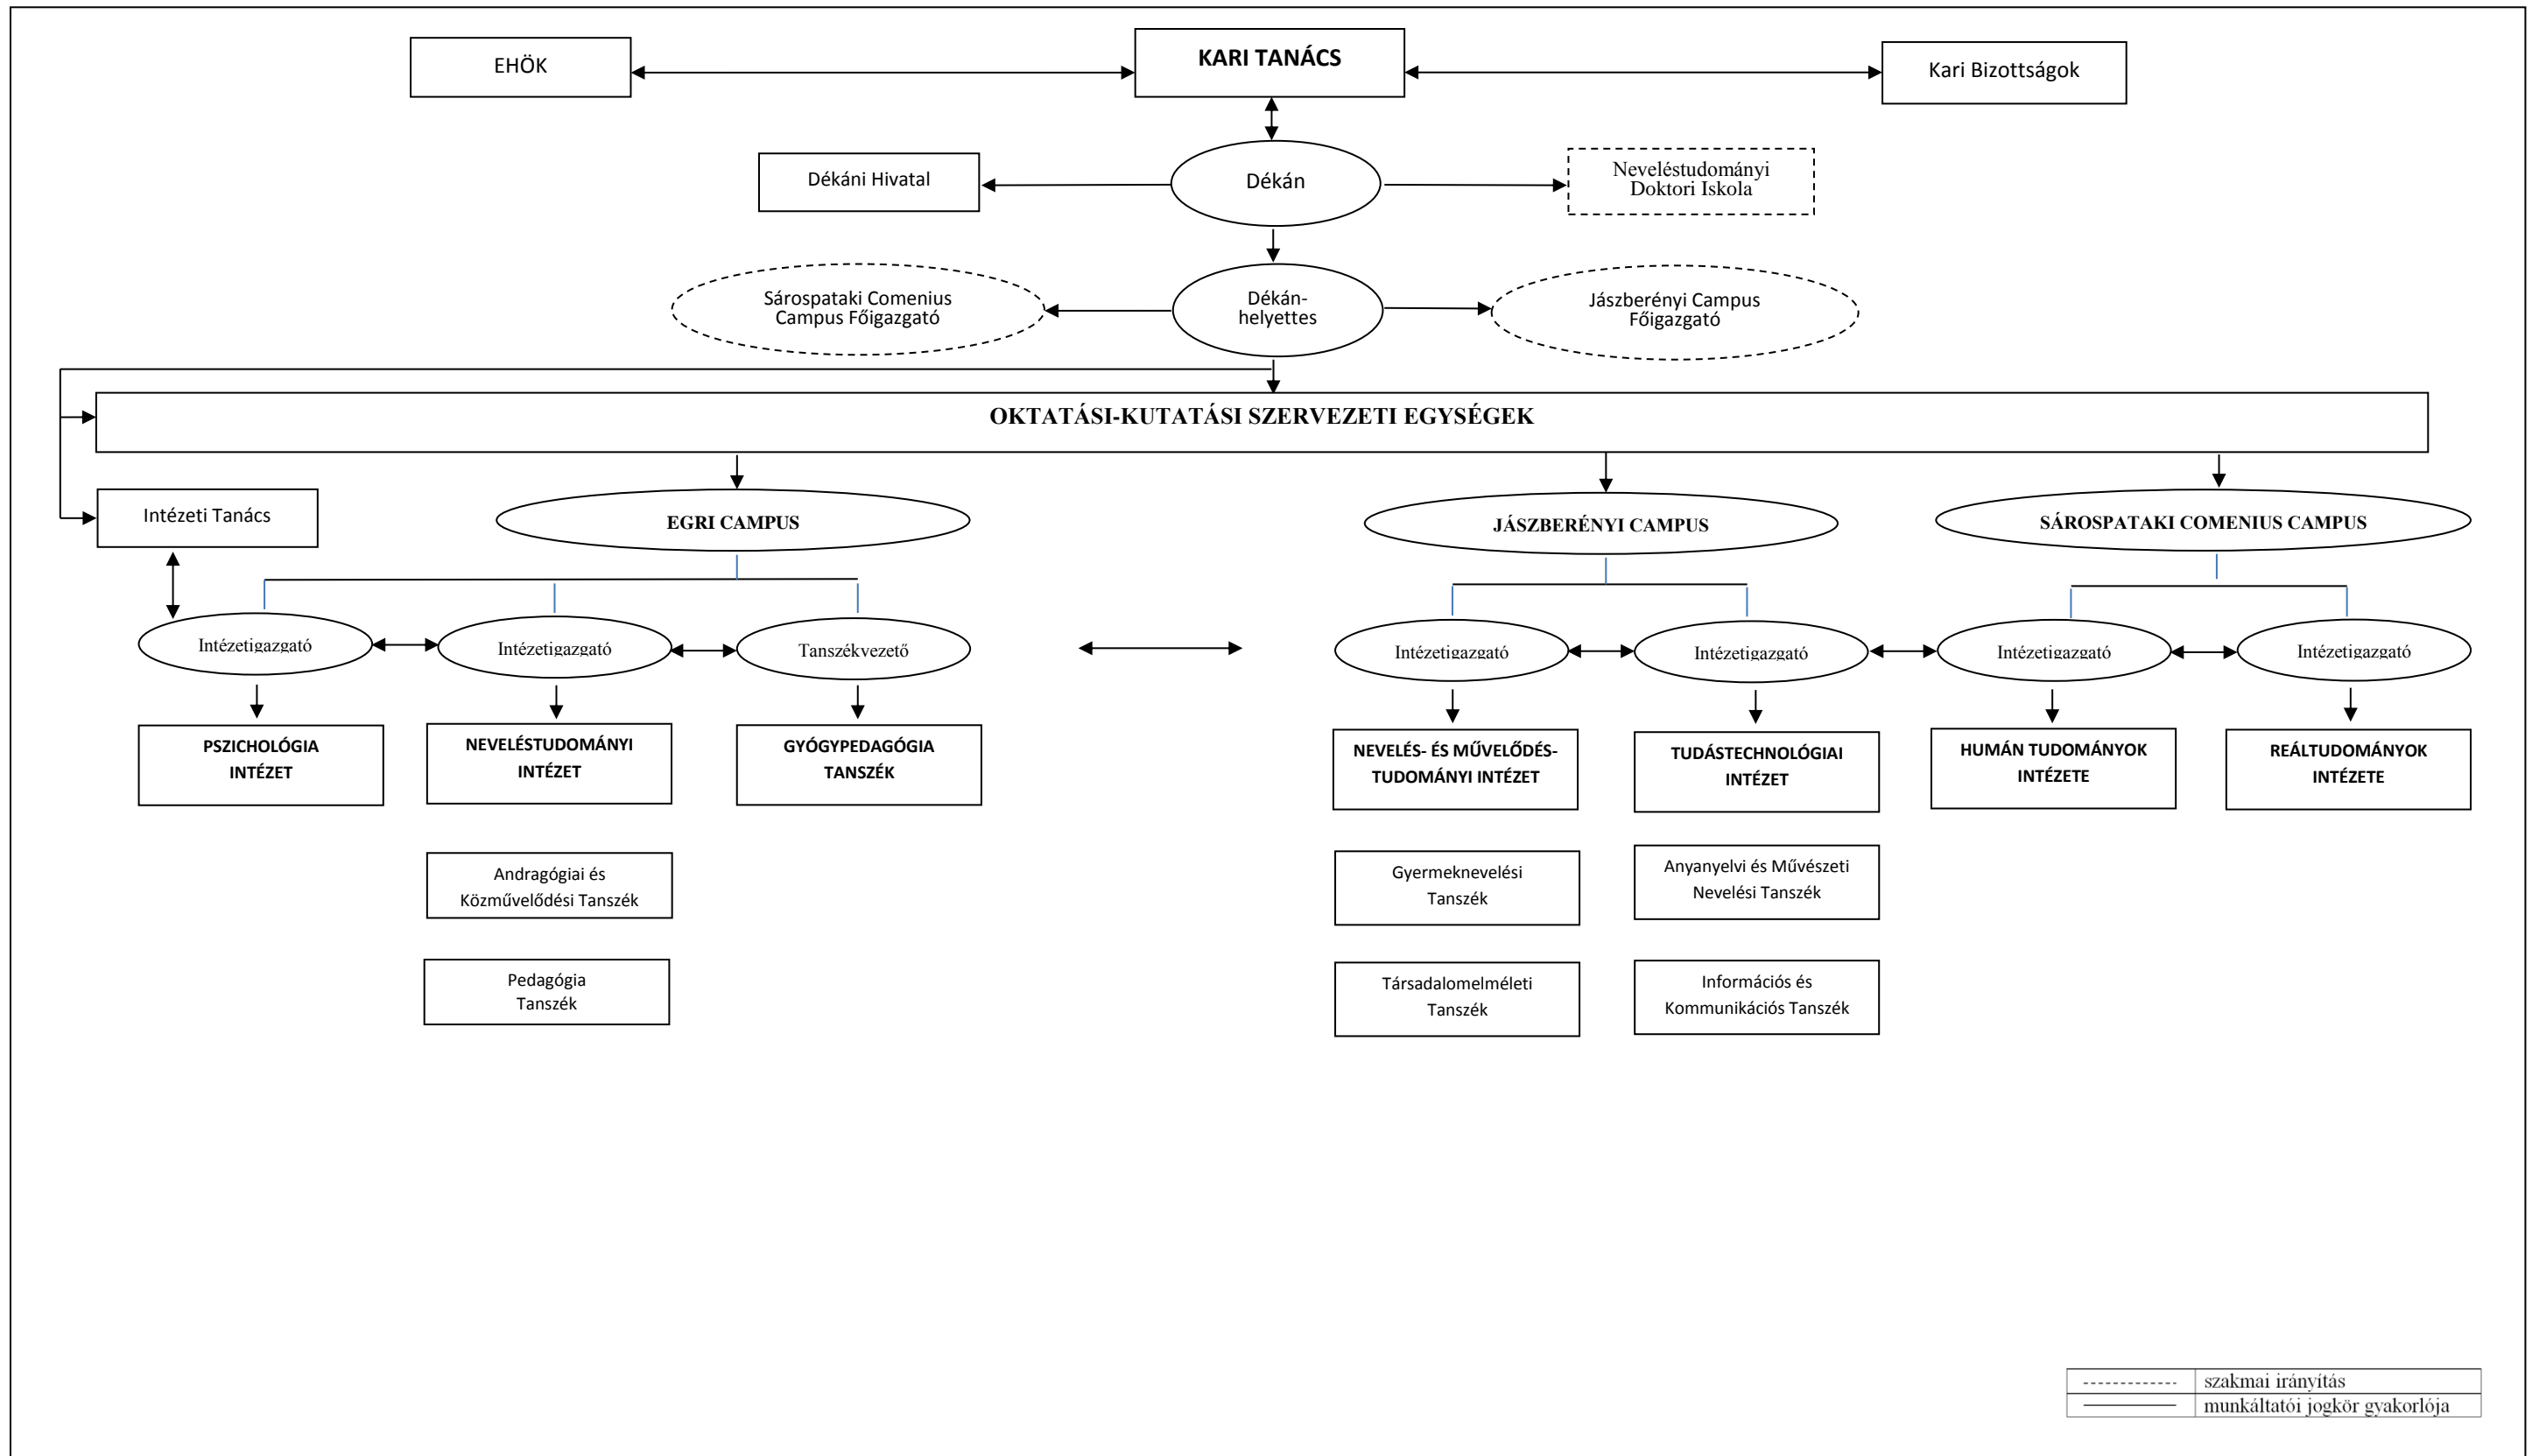 EHÖK
KARI TANÁCS
Kari Bizottságok
Dékáni Hivatal
Dékán
Neveléstudományi
Doktori Iskola
Sárospataki Comenius
Campus Főigazgató
Dékán-
helyettes
Jászberényi Campus
Főigazgató
OKTATÁSI-KUTATÁSI SZERVEZETI EGYSÉGEK
Intézeti Tanács
EGRI CAMPUS
JÁSZBERÉNYI CAMPUS
SÁROSPATAKI COMENIUS CAMPUS
Intézetigazgató
Intézetigazgató
Tanszékvezető
Intézetigazgató
Intézetigazgató
Intézetigazgató
Intézetigazgató
PSZICHOLÓGIA
INTÉZET
NEVELÉSTUDOMÁNYI
INTÉZET
GYÓGYPEDAGÓGIA
TANSZÉK
NEVELÉS- ÉS MŰVELŐDÉS-
TUDOMÁNYI INTÉZET
TUDÁSTECHNOLÓGIAI
INTÉZET
HUMÁN TUDOMÁNYOK
INTÉZETE
REÁLTUDOMÁNYOK
INTÉZETE
Andragógiai és
Közművelődési Tanszék
Gyermeknevelési
Tanszék
Anyanyelvi és Művészeti
Nevelési Tanszék
Pedagógia
Tanszék
Társadalomelméleti
Tanszék
Információs és
Kommunikációs Tanszék
szakmai irányítás
munkáltatói jogkör gyakorlója